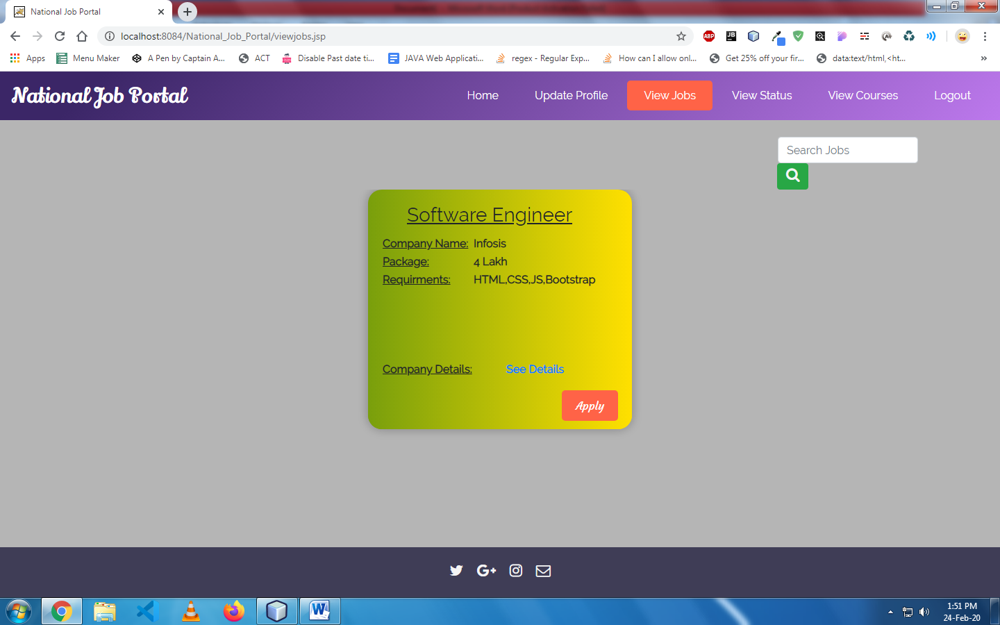 National Job Portal
localhost:8084/National_Job_Portal/viewjobs.jsp
ABP JB
Apps Menu Maker A Pen by Captain A... ACT Disable Past date ti... JAVA Web Applicati... regex - Regular Exp... How can I allow onl... Get 25% off your fir... data:text/html,<ht... »
National Job Portal Home Update Profile View Jobs View Status View Courses Logout
Search Jobs
Software Engineer
Company Name: Infosis
Package: 4 Lakh
Requirments: HTML,CSS,JS,Bootstrap
Company Details: See Details
Apply
1:51 PM
24-Feb-20